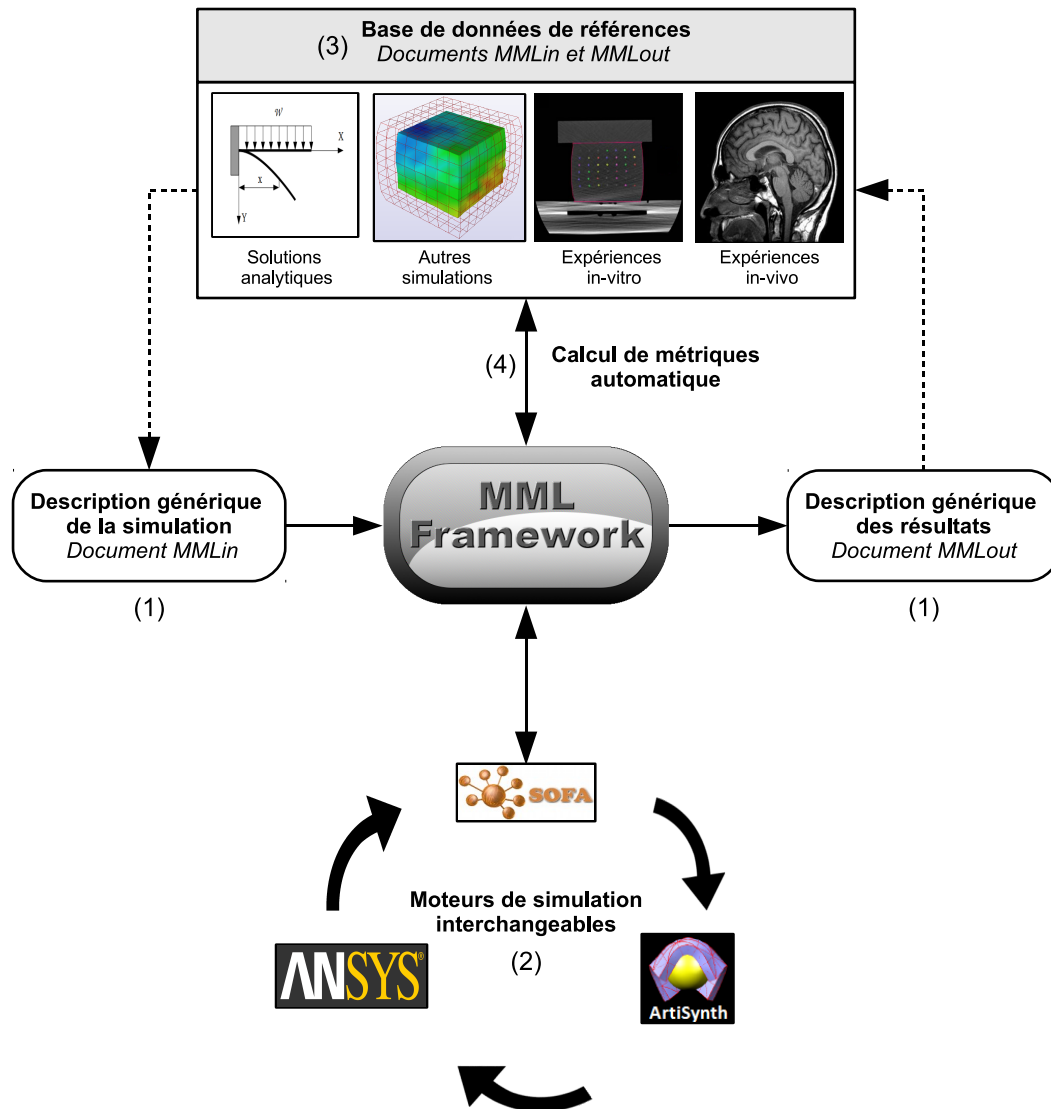 (3)
Base de données de références
Documents MMLin et MMLout
W
X
x
Y
Solutions
analytiques
Autres
simulations
Expériences
in-vitro
Expériences
in-vivo
(4)
Calcul de métriques
automatique
Description générique
de la simulation
Document MMLin
(1)
MML
Framework
Description générique
des résultats
Document MMLout
(1)
SOFA
Moteurs de simulation
interchangeables
(2)
ANSYS®
ArtiSynth